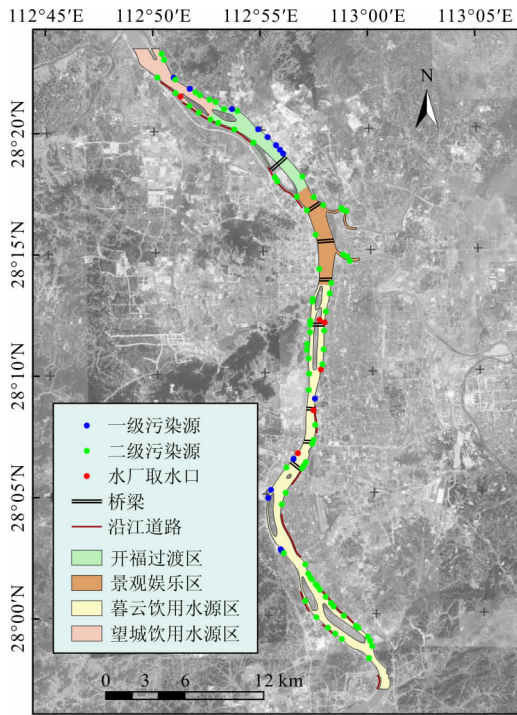 112°45′E 112°50′E 112°55′E 113°00′E 113°05′E
N
28°20′N
28°15′N
28°10′N
28°05′N
28°00′N
一级污染源
二级污染源
水厂取水口
桥梁
沿江道路
开福过渡区
景观娱乐区
暮云饮用水源区
望城饮用水源区
0 3 6 12 km